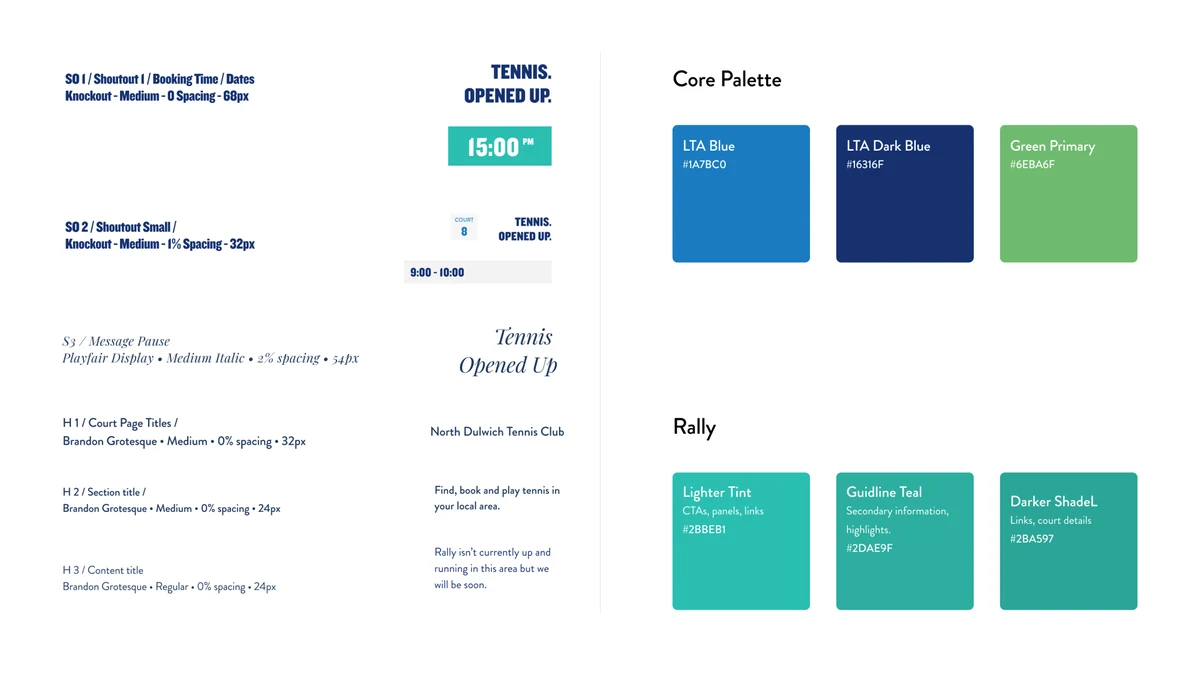 SO 1 / Shoutout 1 / Booking Time / Dates
Knockout - Medium - 0 Spacing - 68px
TENNIS.
OPENED UP.
15:00 PM
SO 2 / Shoutout Small /
Knockout - Medium - 1% Spacing - 32px
COURT
8
TENNIS.
OPENED UP.
9:00 - 10:00
S3 / Message Pause
Playfair Display • Medium Italic • 2% spacing • 54px
Tennis
Opened Up
H 1 / Court Page Titles /
Brandon Grotesque • Medium • 0% spacing • 32px
North Dulwich Tennis Club
H 2 / Section title /
Brandon Grotesque • Medium • 0% spacing • 24px
Find, book and play tennis in
your local area.
H 3 / Content title
Brandon Grotesque • Regular • 0% spacing • 24px
Rally isn't currently up and
running in this area but we
will be soon.
Core Palette
LTA Blue
#1A7BC0
LTA Dark Blue
#16316F
Green Primary
#6EBA6F
Rally
Lighter Tint
CTAs, panels, links
#2BBEB1
Guidline Teal
Secondary information,
highlights.
#2DAE9F
Darker ShadeL
Links, court details
#2BA597